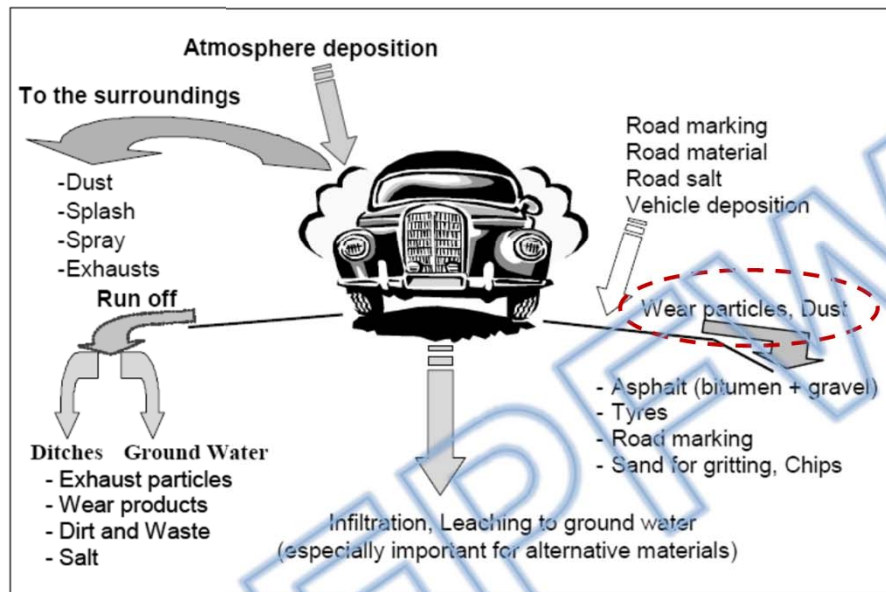 Atmosphere deposition
To the surroundings
-Dust
-Splash
-Spray
-Exhausts
Road marking
Road material
Road salt
Vehicle deposition
Run off
Wear particles, Dust
- Asphalt (bitumen + gravel)
- Tyres
- Road marking
- Sand for gritting, Chips
Ditches Ground Water
- Exhaust particles
- Wear products
- Dirt and Waste
- Salt
Infiltration, Leaching to ground water
(especially important for alternative materials)